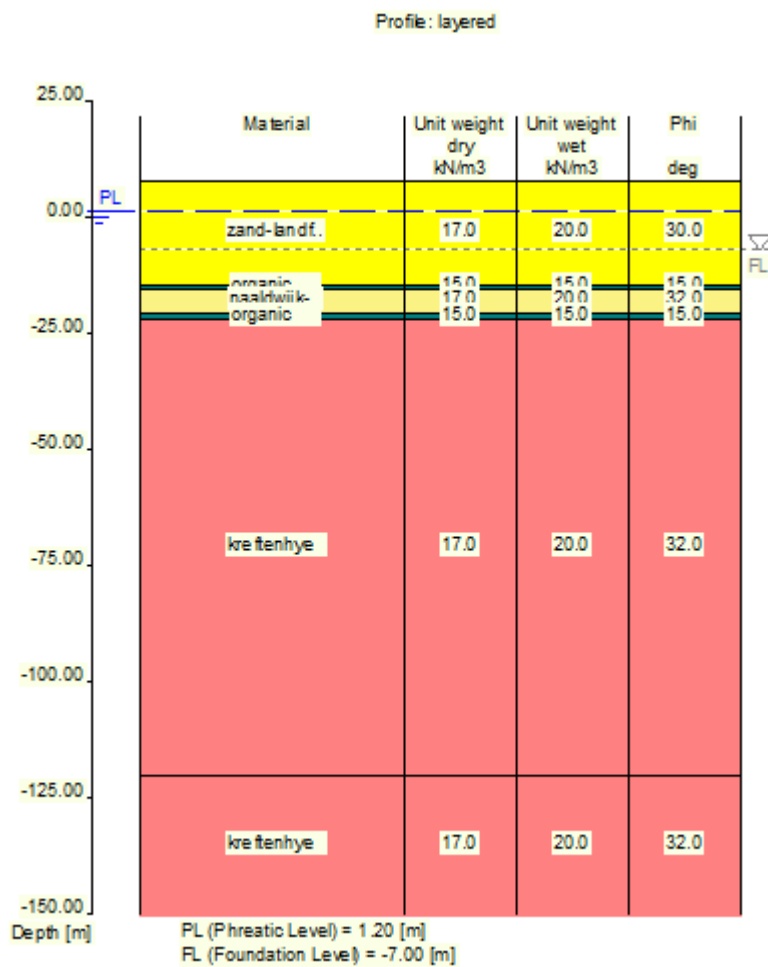 Profile: layered
25.00
Material Unit weight dry kN/m3 Unit weight wet kN/m3 Phi deg
PL
0.00
zand-landf.. 17.0 20.0 30.0
FL
organic 15.0 15.0 15.0
naaldwijk- 17.0 20.0 32.0
organic 15.0 15.0 15.0
-25.00
-50.00
kreftenhye 17.0 20.0 32.0
-75.00
-100.00
-125.00
kreftenhye 17.0 20.0 32.0
-150.00
Depth [m]
PL (Phreatic Level) = 1.20 [m]
FL (Foundation Level) = -7.00 [m]